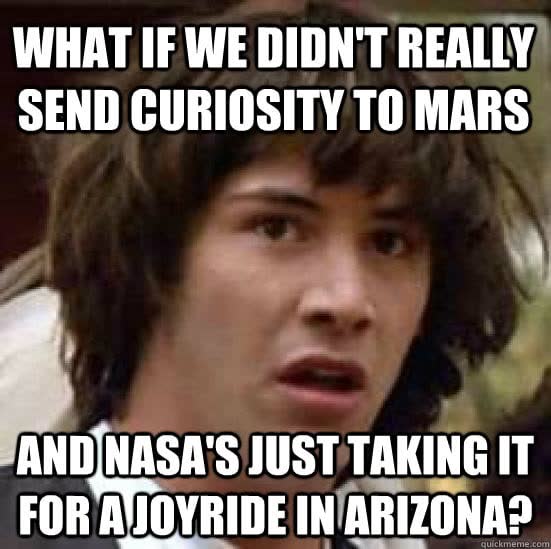 WHAT IF WE DIDN'T REALLY
SEND CURIOSITY TO MARS
AND NASA'S JUST TAKING IT
FOR A JOYRIDE IN ARIZONA?
quickmeme.com